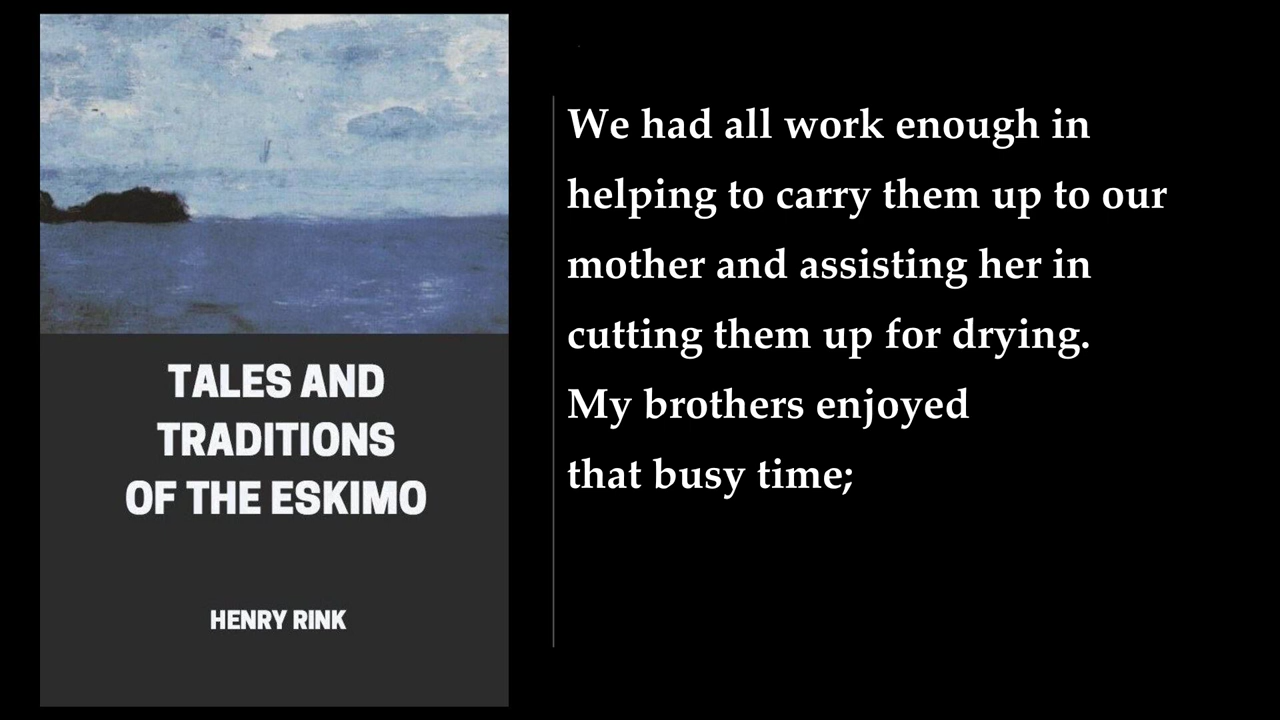 TALES AND
TRADITIONS
OF THE ESKIMO
HENRY RINK
We had all work enough in
helping to carry them up to our
mother and assisting her in
cutting them up for drying.
My brothers enjoyed
that busy time;